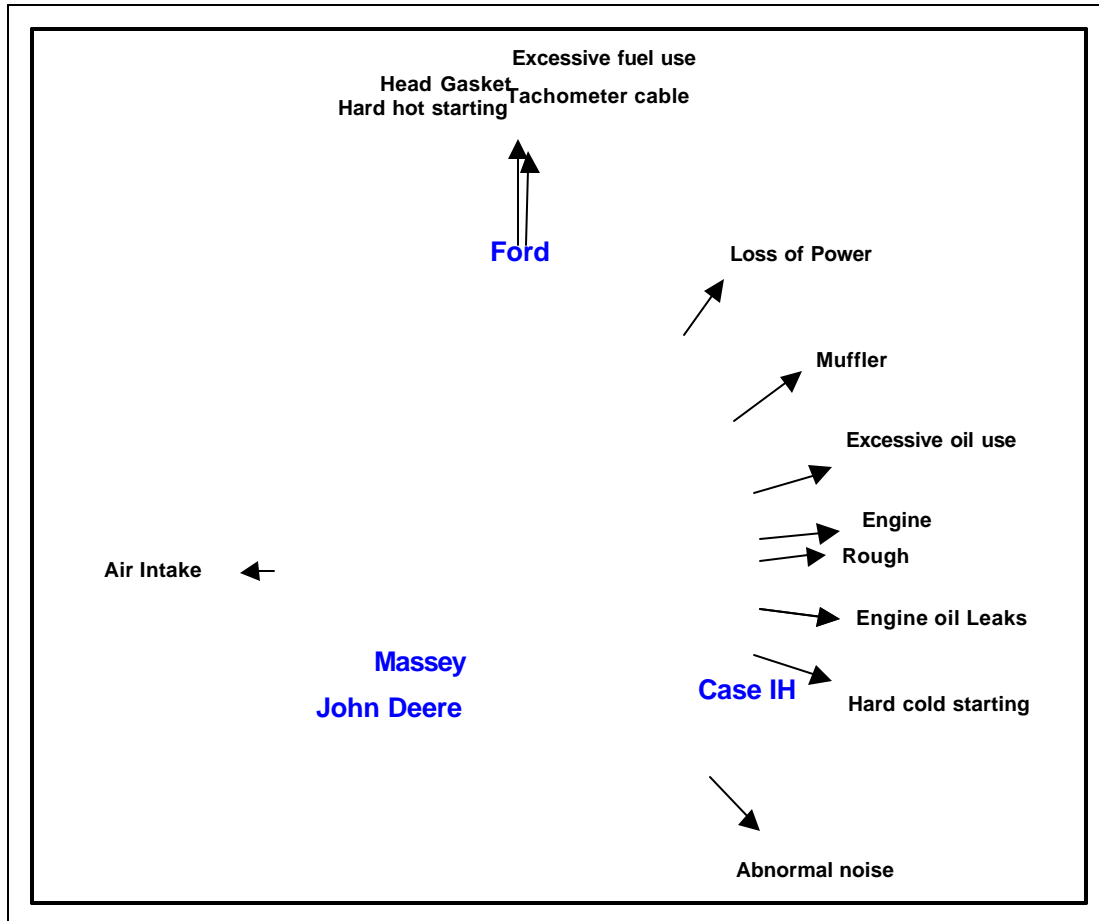 Excessive fuel use
Head Gasket
Tachometer cable
Hard hot starting
Ford
Loss of Power
Muffler
Excessive oil use
Engine
Rough
Air Intake
Engine oil Leaks
Massey
Case IH
John Deere
Hard cold starting
Abnormal noise